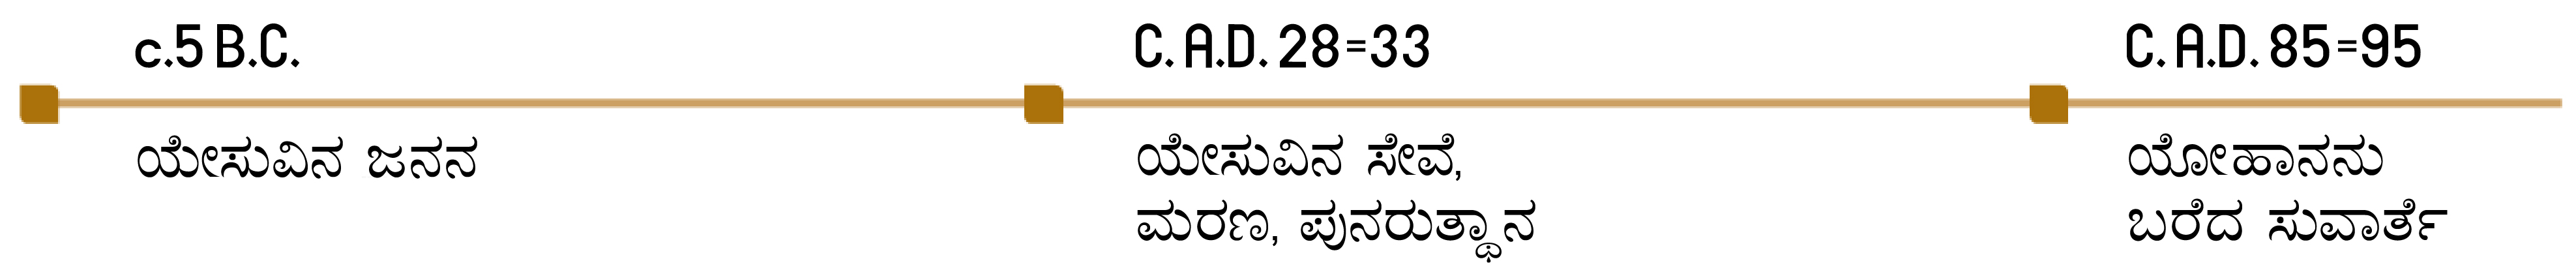 c.5 B.C.
ಯೇಸುವಿನ ಜನನ
C. A.D. 28=33
ಯೇಸುವಿನ ಸೇವೆ,
ಮರಣ, ಪುನರುತ್ಥಾನ
C. A.D. 85=95
ಯೋಹಾನನು
ಬರೆದ ಸುವಾರ್ತೆ